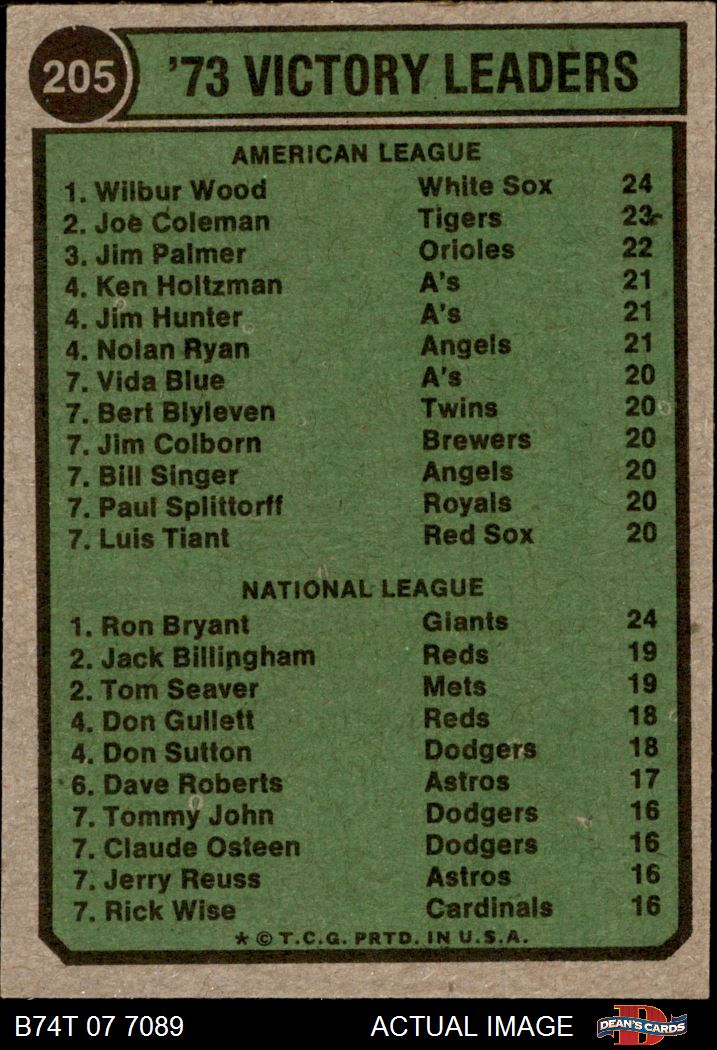 205 '73 VICTORY LEADERS
AMERICAN LEAGUE
1. Wilbur Wood White Sox 24
2. Joe Coleman Tigers 23
3. Jim Palmer Orioles 22
4. Ken Holtzman A's 21
4. Jim Hunter A's 21
4. Nolan Ryan Angels 21
7. Vida Blue A's 20
7. Bert Blyleven Twins 20
7. Jim Colborn Brewers 20
7. Bill Singer Angels 20
7. Paul Splittorff Royals 20
7. Luis Tiant Red Sox 20
NATIONAL LEAGUE
1. Ron Bryant Giants 24
2. Jack Billingham Reds 19
2. Tom Seaver Mets 19
4. Don Gullett Reds 18
4. Don Sutton Dodgers 18
6. Dave Roberts Astros 17
7. Tommy John Dodgers 16
7. Claude Osteen Dodgers 16
7. Jerry Reuss Astros 16
7. Rick Wise Cardinals 16
* © T.C.G. PRTD. IN U.S.A.
B74T 07 7089 ACTUAL IMAGE D DEAN'S CARDS